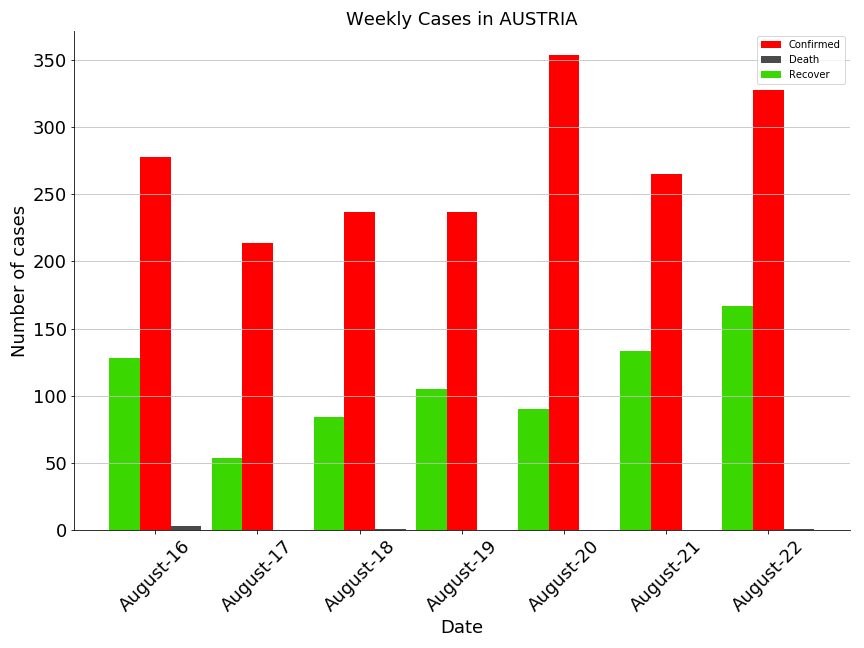 Weekly Cases in AUSTRIA
Confirmed
Death
Recover
Number of cases
350
300
250
200
150
100
50
0
August-16
August-17
August-18
August-19
August-20
August-21
August-22
Date